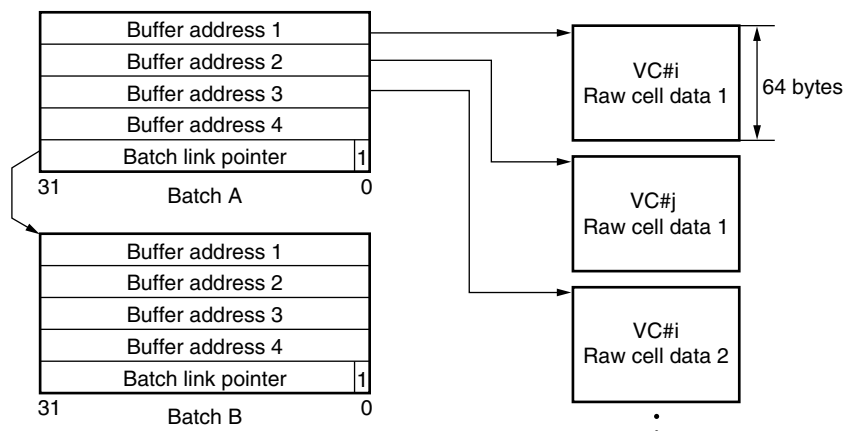 Buffer address 1
Buffer address 2
Buffer address 3
Buffer address 4
Batch link pointer 1
31 0
Batch A
Buffer address 1
Buffer address 2
Buffer address 3
Buffer address 4
Batch link pointer 1
31 0
Batch B
VC#i
Raw cell data 1
64 bytes
VC#j
Raw cell data 1
VC#i
Raw cell data 2